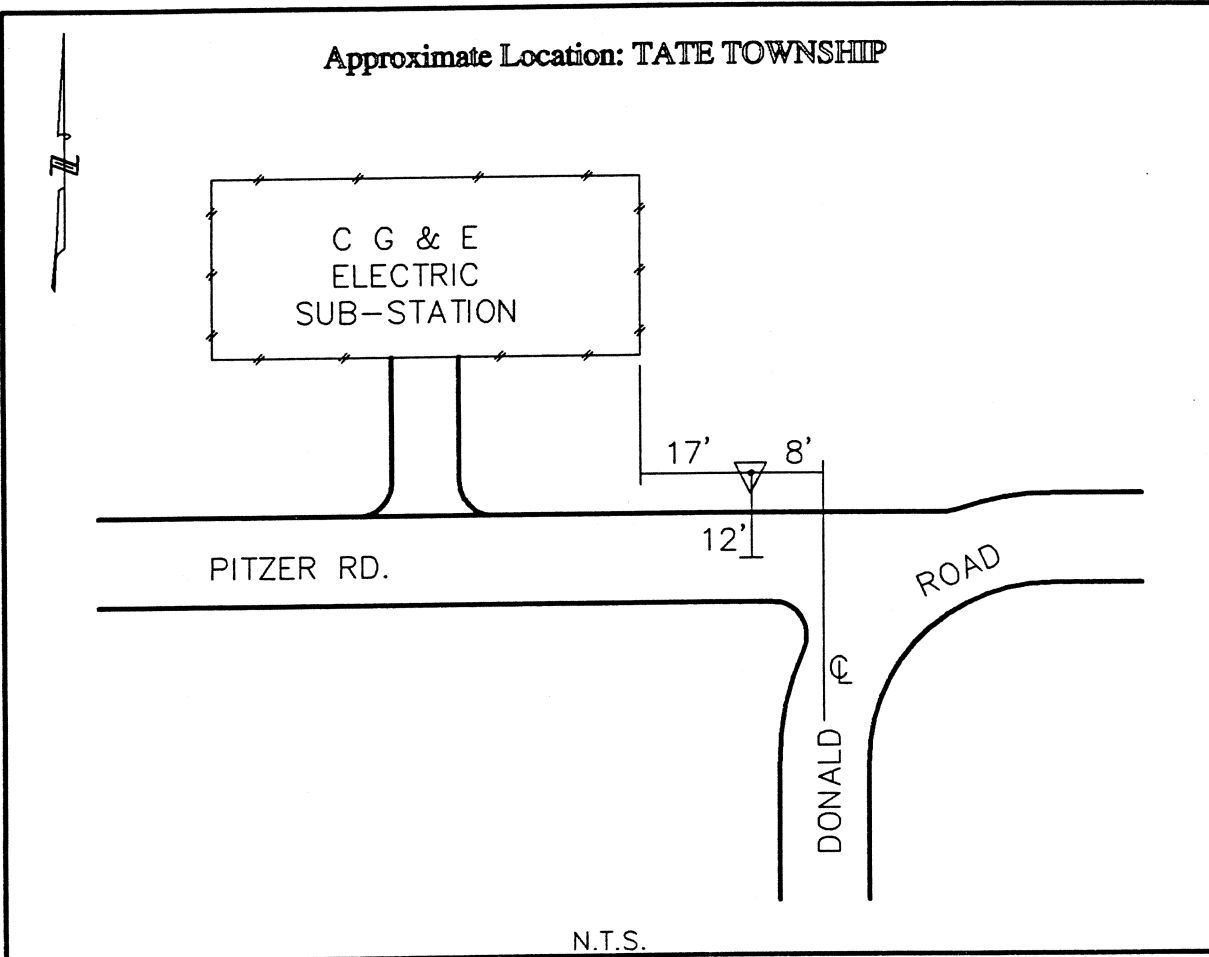 Approximate Location: TATE TOWNSHIP
N
C G & E
ELECTRIC
SUB-STATION
17' 8'
12'
PITZER RD.
ROAD
℄
DONALD
N.T.S.